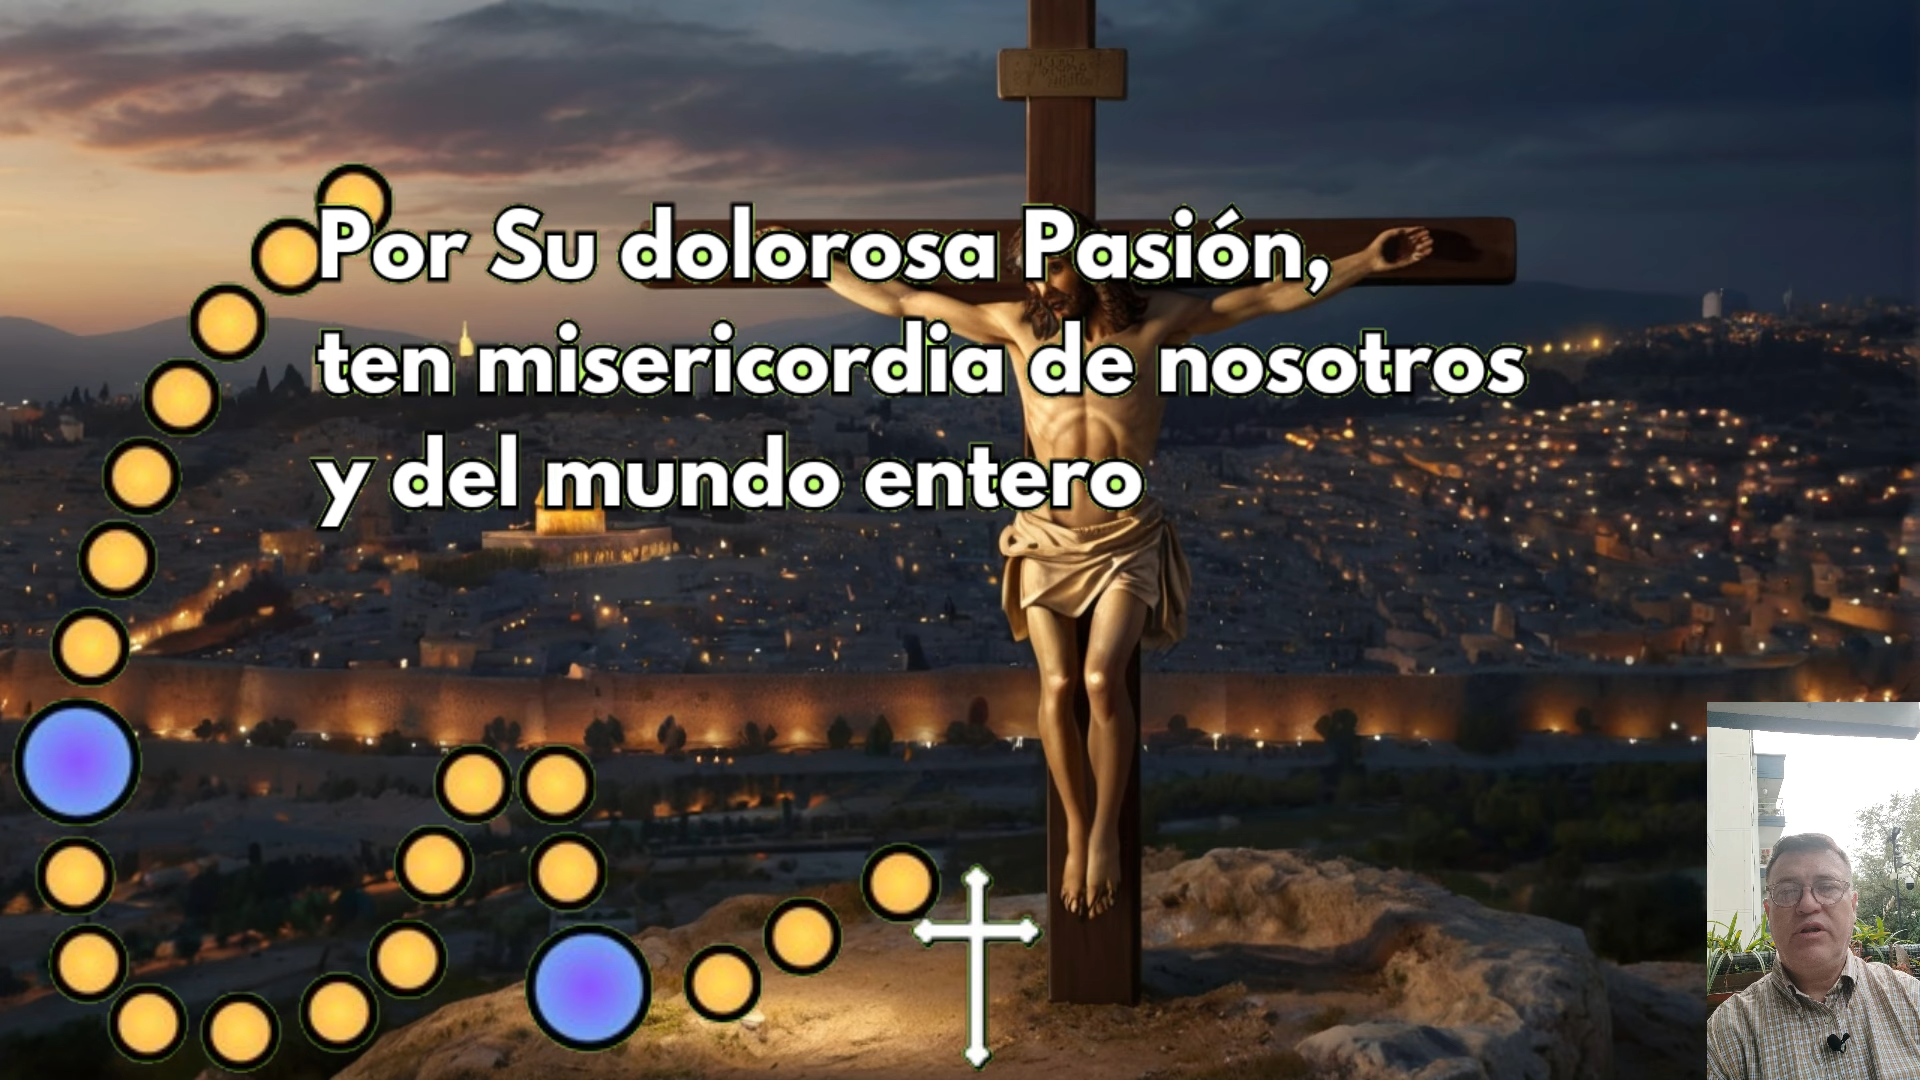 Por Su dolorosa Pasión,
ten misericordia de nosotros
y del mundo entero